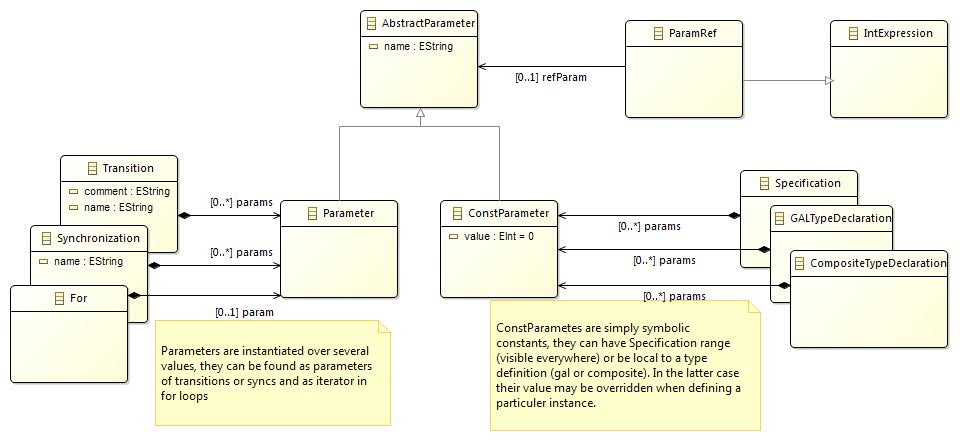 AbstractParameter
name : EString
ParamRef
IntExpression
[0..1] refParam
Transition
comment : EString
name : EString
[0..*] params
Parameter
ConstParameter
value : EInt = 0
Specification
[0..*] params
GALTypeDeclaration
Synchronization
name : EString
[0..*] params
[0..*] params
CompositeTypeDeclaration
For
[0..1] param
[0..*] params
Parameters are instantiated over several
values, they can be found as parameters
of transitions or syncs and as iterator in
for loops
ConstParametes are simply symbolic
constants, they can have Specification range
(visible everywhere) or be local to a type
definition (gal or composite). In the latter case
their value may be overridden when defining a
particuler instance.